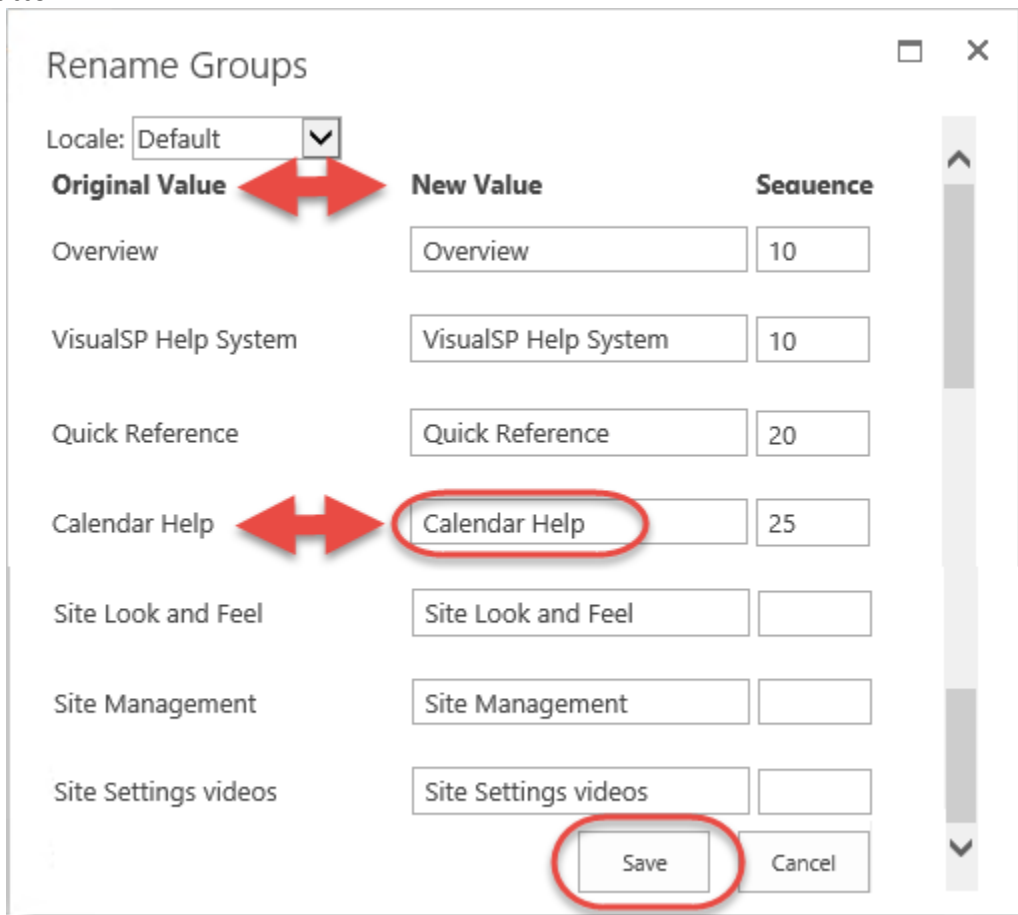 Rename Groups
Locale: Default
Original Value New Value Sequence
Overview Overview 10
VisualSP Help System VisualSP Help System 10
Quick Reference Quick Reference 20
Calendar Help Calendar Help 25
Site Look and Feel Site Look and Feel
Site Management Site Management
Site Settings videos Site Settings videos
Save Cancel